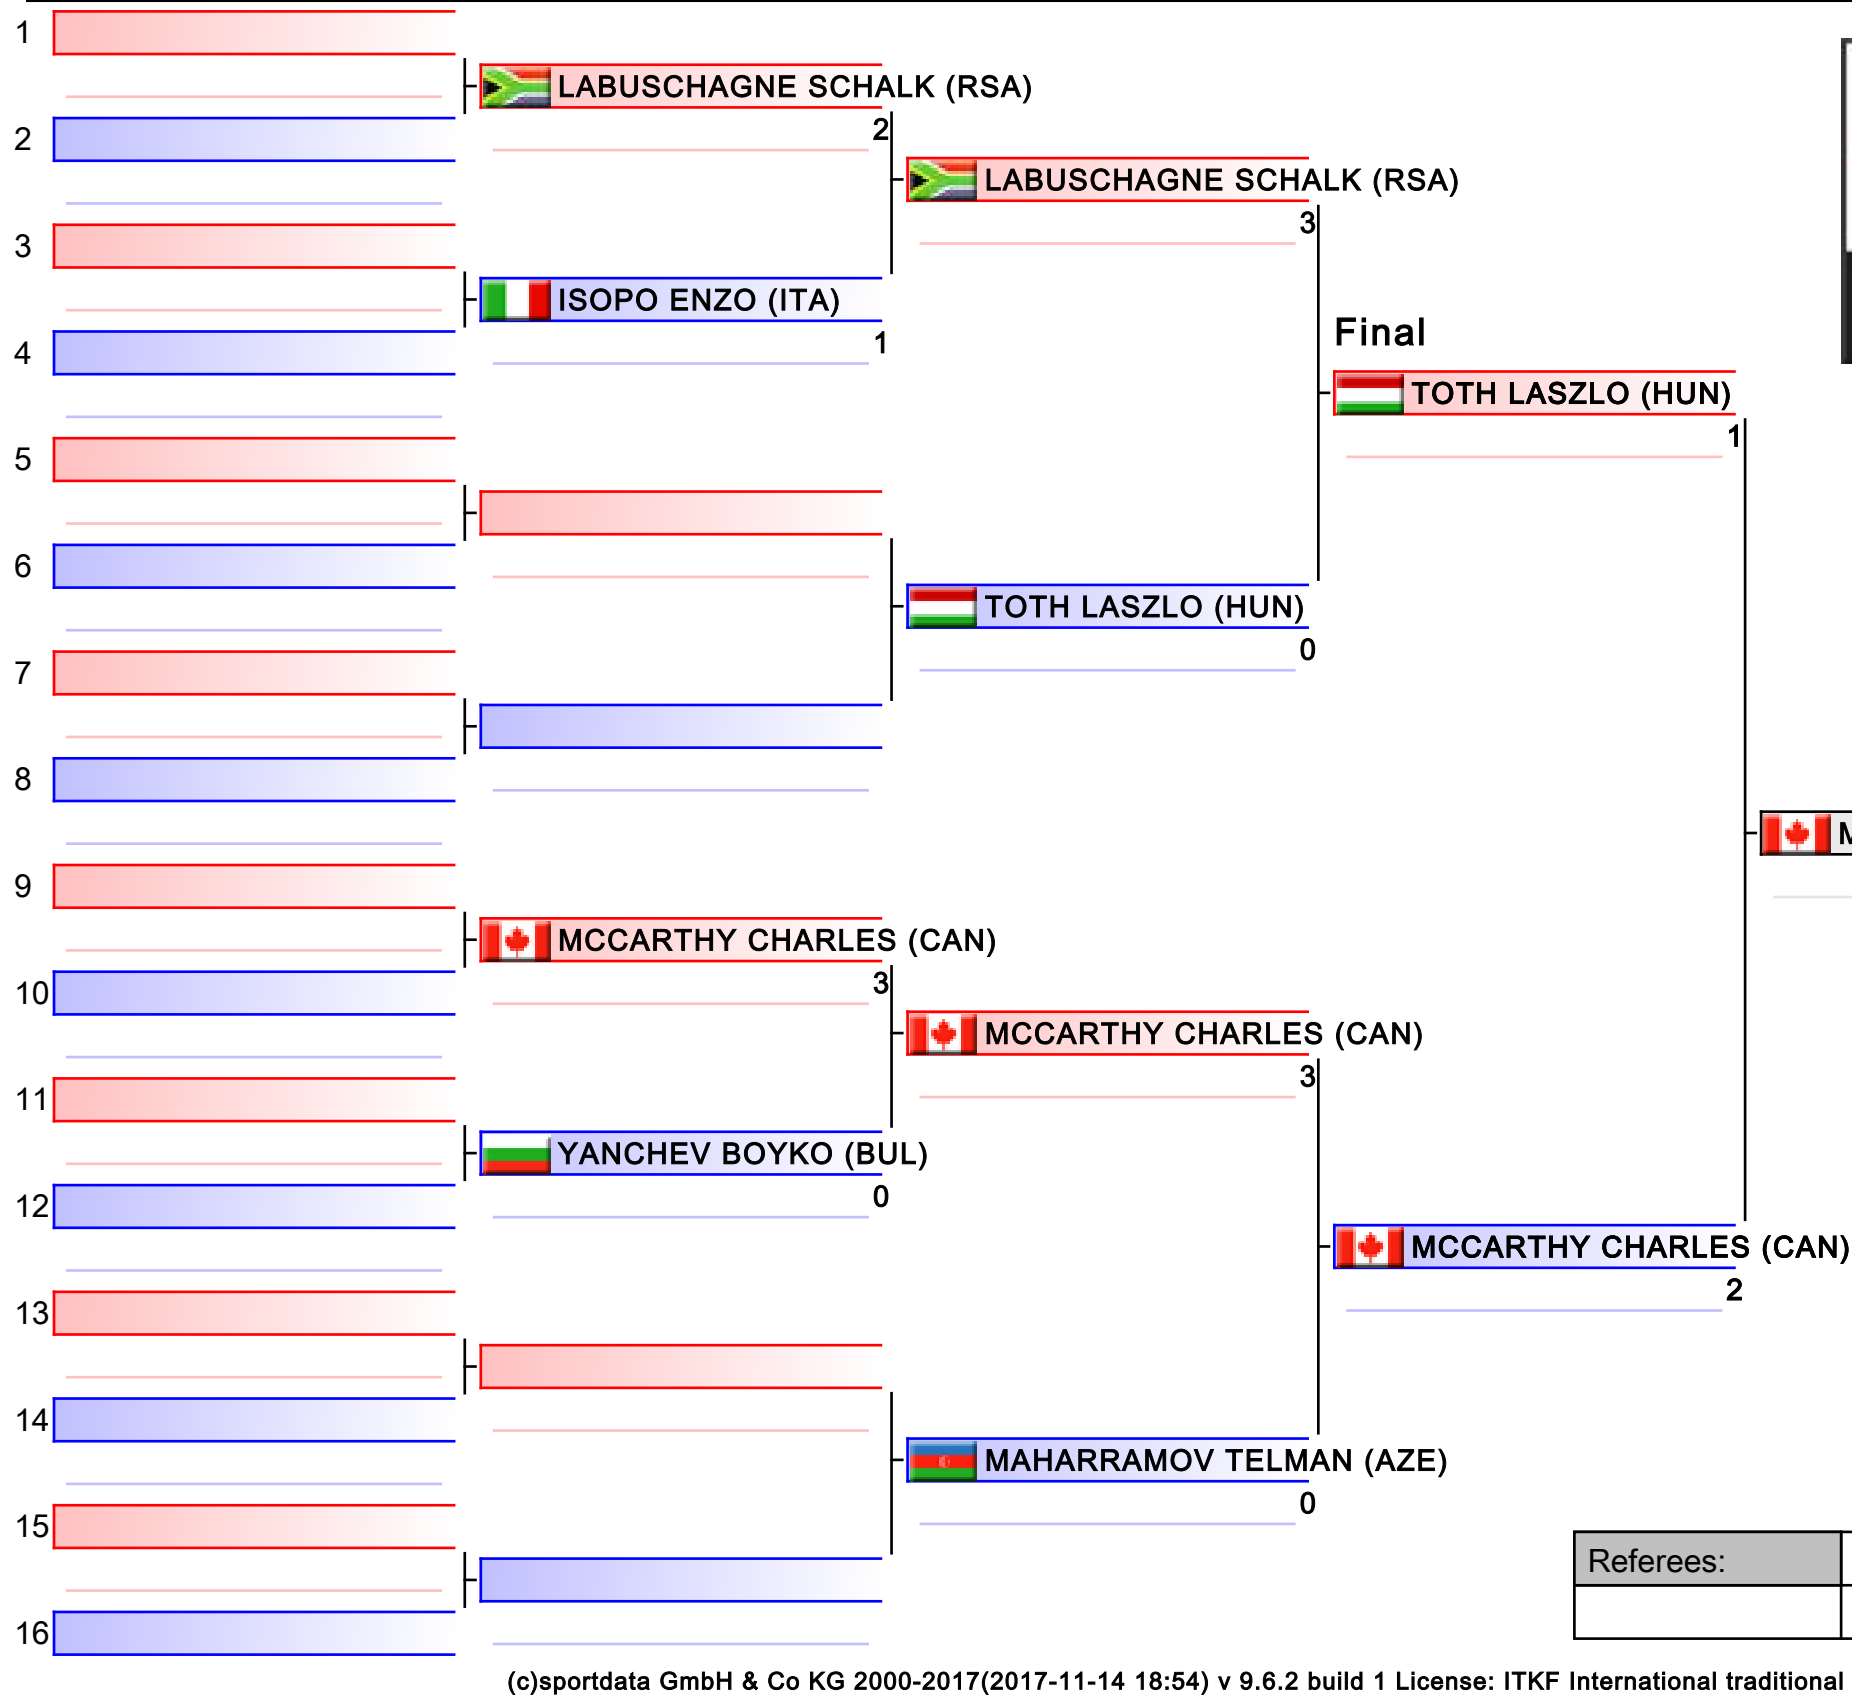 1
LABUSCHAGNE SCHALK (RSA)
2
2
LABUSCHAGNE SCHALK (RSA)
3
3
ISOPO ENZO (ITA)
1
4
Final
TOTH LASZLO (HUN)
1
5
6
TOTH LASZLO (HUN)
0
7
8
M
9
MCCARTHY CHARLES (CAN)
3
10
MCCARTHY CHARLES (CAN)
3
11
YANCHEV BOYKO (BUL)
0
12
MCCARTHY CHARLES (CAN)
2
13
14
MAHARRAMOV TELMAN (AZE)
0
15
Referees:
16
(c)sportdata GmbH & Co KG 2000-2017(2017-11-14 18:54) v 9.6.2 build 1 License: ITKF International traditional